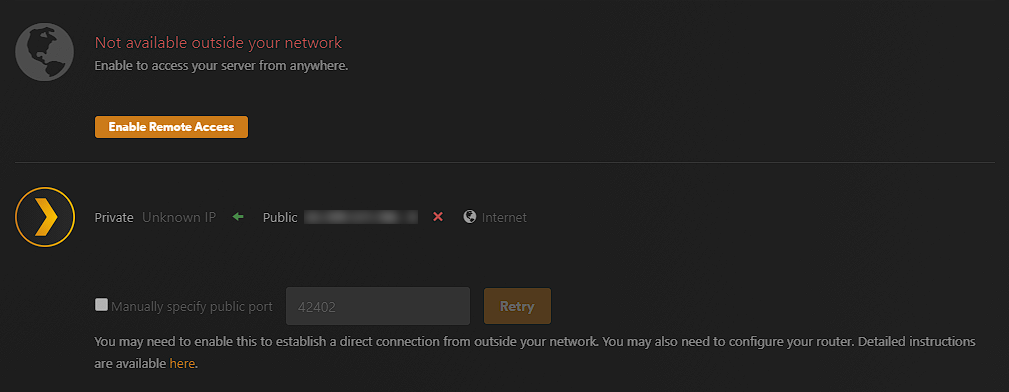 Not available outside your network
Enable to access your server from anywhere.
Enable Remote Access
Private Unknown IP Public Internet
Manually specify public port 42402 Retry
You may need to enable this to establish a direct connection from outside your network. You may also need to configure your router. Detailed instructions
are available here.